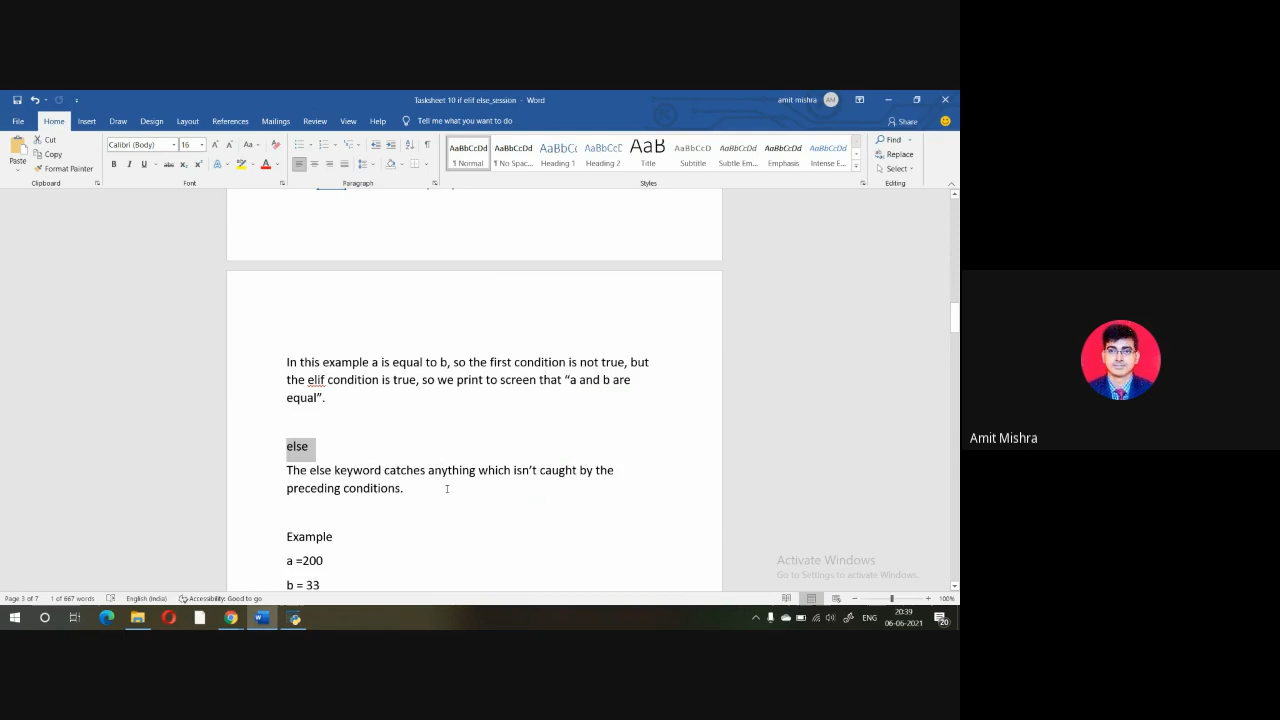 Tasksheet 10 if elif else_session - Word
amit mishra
AM
File Home Insert Draw Design Layout References Mailings Review View Help Tell me what you want to do
Share
Paste
Cut
Copy
Format Painter
Clipboard
Calibri (Body) 16
Font
Paragraph
AaBbCcDd AaBbCcDd AaBbCc AaBbCcD AaB AaBbCcD AaBbCcDd AaBbCcDd AaBbCcDd
¶ Normal ¶ No Spac... Heading 1 Heading 2 Title Subtitle Subtle Em... Emphasis Intense E...
Styles
Find
Replace
Select
Editing
In this example a is equal to b, so the first condition is not true, but
the elif condition is true, so we print to screen that “a and b are
equal”.
else
The else keyword catches anything which isn’t caught by the
preceding conditions.
Example
a =200
b = 33
Activate Windows
Go to Settings to activate Windows.
Page 3 of 7 1 of 667 words English (India) Accessibility: Good to go
100%
ENG
20:39
06-06-2021
20
Amit Mishra